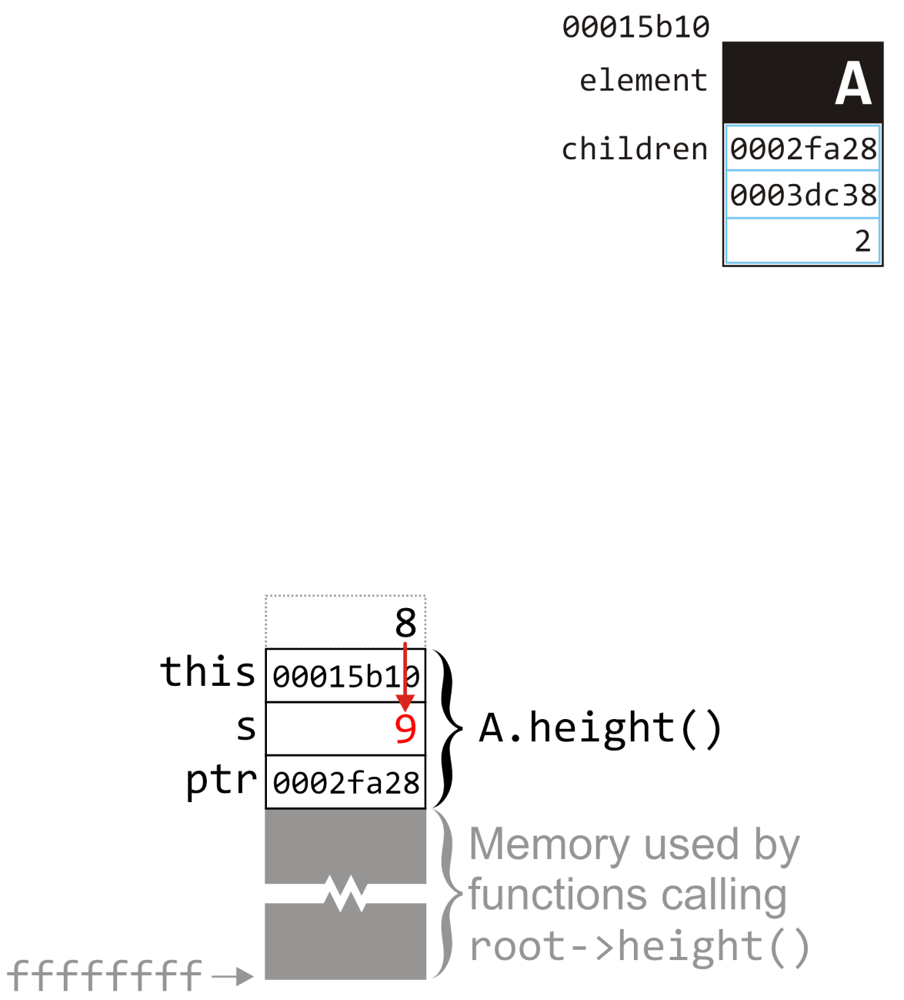 00015b10
element A
children 0002fa28
0003dc38
2
8
this 00015b10
s 9
A.height()
ptr 0002fa28
Memory used by
functions calling
root->height()
ffffffff